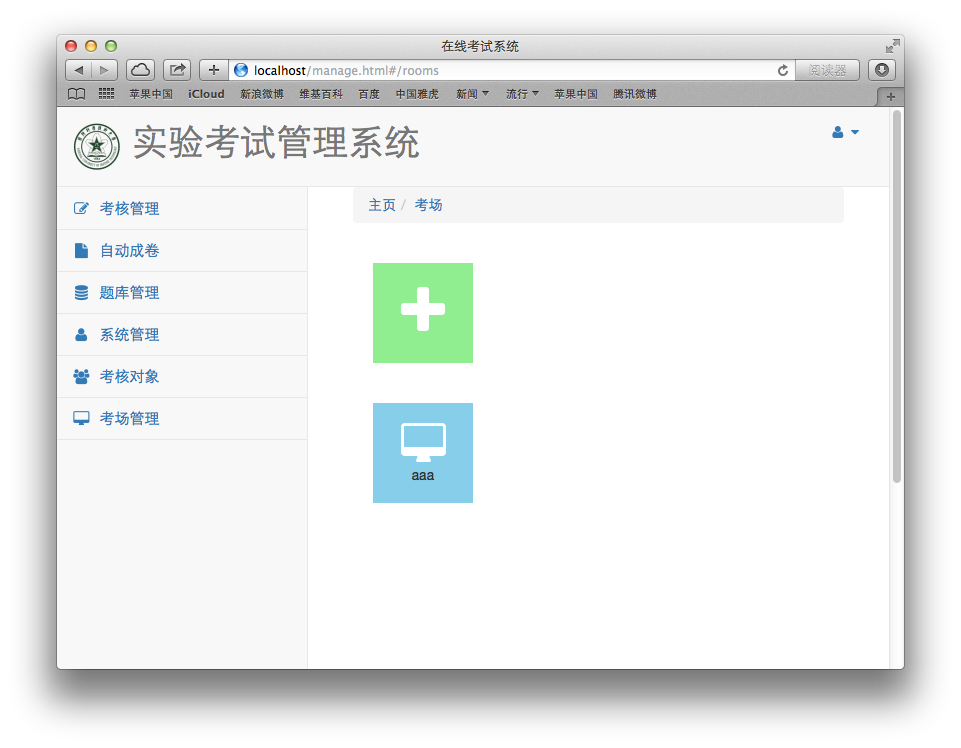 在线考试系统
localhost/manage.html#/rooms
阅读器
苹果中国 iCloud 新浪微博 维基百科 百度 中国雅虎 新闻 流行 苹果中国 腾讯微博
实验考试管理系统
主页 / 考场
考核管理
自动成卷
题库管理
系统管理
考核对象
考场管理
aaa